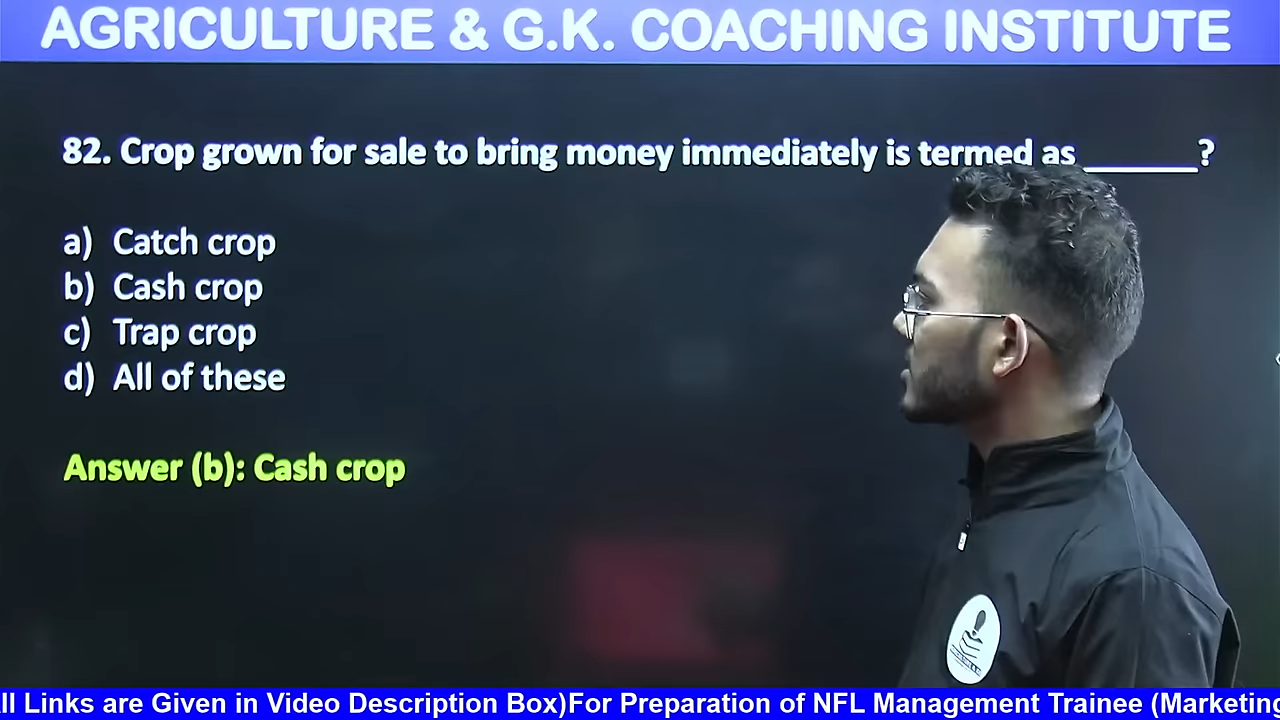 AGRICULTURE & G.K. COACHING INSTITUTE
82. Crop grown for sale to bring money immediately is termed as _______?
a) Catch crop
b) Cash crop
c) Trap crop
d) All of these
Answer (b): Cash crop
ll Links are Given in Video Description Box)For Preparation of NFL Management Trainee (Marketing